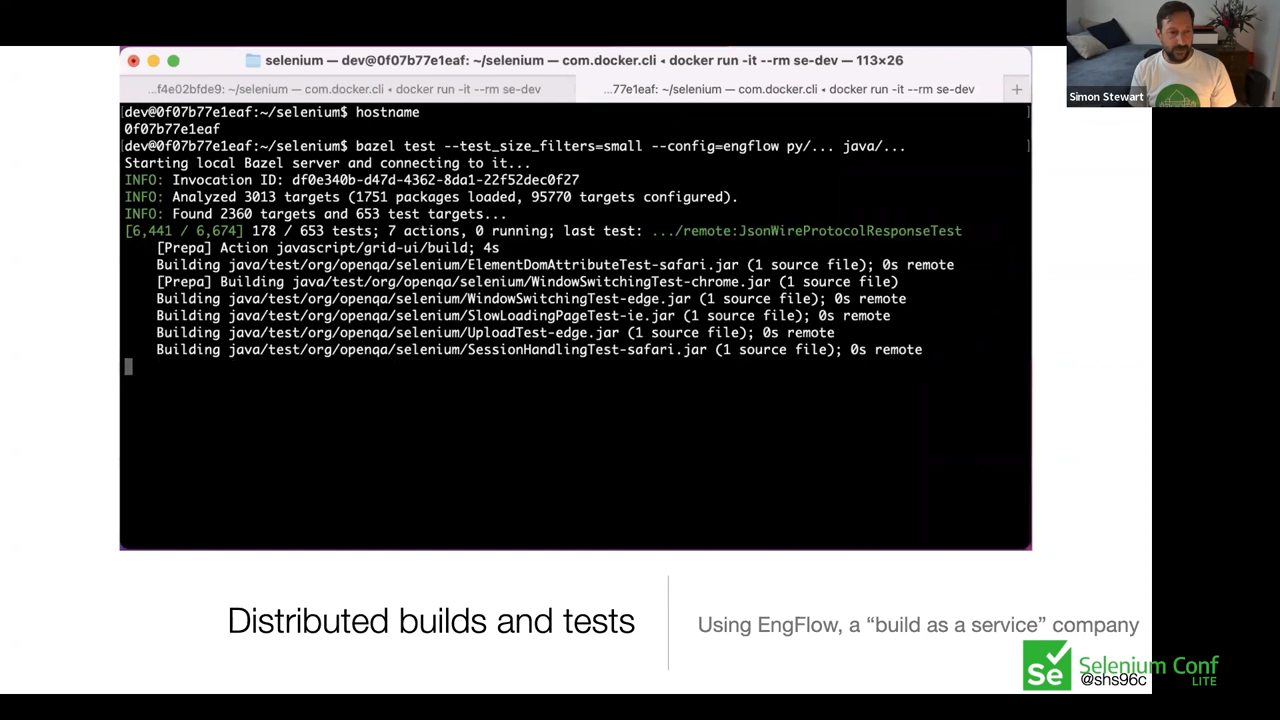 selenium — dev@0f07b77e1eaf: ~/selenium — com.docker.cli ◂ docker run -it --rm se-dev — 113×26
...f4e02bfde9: ~/selenium — com.docker.cli ◂ docker run -it --rm se-dev
...77e1eaf: ~/selenium — com.docker.cli ◂ docker run -it --rm se-dev
+
Simon Stewart
[dev@0f07b77e1eaf:~/selenium$ hostname ]
0f07b77e1eaf
[dev@0f07b77e1eaf:~/selenium$ bazel test --test_size_filters=small --config=engflow py/... java/... ]
Starting local Bazel server and connecting to it...
INFO: Invocation ID: df0e340b-d47d-4362-8da1-22f52dec0f27
INFO: Analyzed 3013 targets (1751 packages loaded, 95770 targets configured).
INFO: Found 2360 targets and 653 test targets...
[6,441 / 6,674] 178 / 653 tests; 7 actions, 0 running; last test: .../remote:JsonWireProtocolResponseTest
[Prepa] Action javascript/grid-ui/build; 4s
Building java/test/org/openqa/selenium/ElementDomAttributeTest-safari.jar (1 source file); 0s remote
[Prepa] Building java/test/org/openqa/selenium/WindowSwitchingTest-chrome.jar (1 source file)
Building java/test/org/openqa/selenium/WindowSwitchingTest-edge.jar (1 source file); 0s remote
Building java/test/org/openqa/selenium/SlowLoadingPageTest-ie.jar (1 source file); 0s remote
Building java/test/org/openqa/selenium/UploadTest-edge.jar (1 source file); 0s remote
Building java/test/org/openqa/selenium/SessionHandlingTest-safari.jar (1 source file); 0s remote
Distributed builds and tests
Using EngFlow, a “build as a service” company
Se
Selenium Conf
LITE
@shs96c